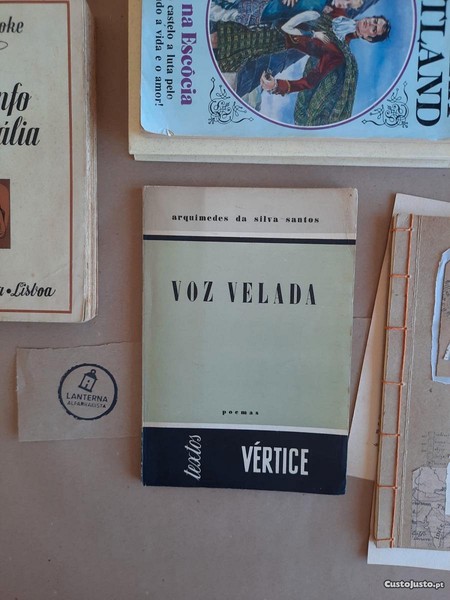 oke
nfo
ália
a • Lisboa
LANTERNA
ALFARRABISTA
na Escócia
castelo a luta pelo
do a vida e o amor!
TLAND
arquimedes da silva santos
VOZ VELADA
poemas
textos
VÉRTICE
CustoJusto.pt